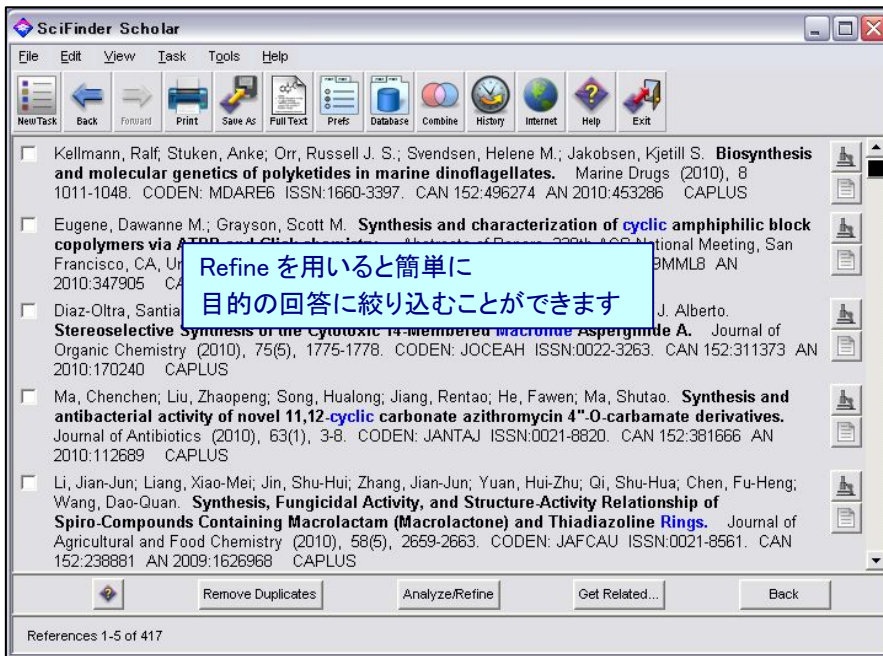 SciFinder Scholar
File Edit View Task Tools Help
New Task Back Forward Print Save As Full Text Prefs Database Combine History Internet Help Exit
Kellmann, Ralf; Stuken, Anke; Orr, Russell J. S.; Svendsen, Helene M.; Jakobsen, Kjetill S. Biosynthesis
and molecular genetics of polyketides in marine dinoflagellates. Marine Drugs (2010), 8
1011-1048. CODEN: MDARE6 ISSN:1660-3397. CAN 152:496274 AN 2010:453286 CAPLUS
Eugene, Dawanne M.; Grayson, Scott M. Synthesis and characterization of cyclic amphiphilic block
copolymers via National Meeting, San
Francisco, CA, 9MML8 AN
2010:347905
Refine を用いると簡単に
目的の回答に絞り込むことができます
Diaz-Oltra, J. Alberto.
Stereoselective Synthesis of the Cytotoxic 14-Membered Macrolide Aspergillide A. Journal of
Organic Chemistry (2010), 75(5), 1775-1778. CODEN: JOCEAH ISSN:0022-3263. CAN 152:311373 AN
2010:170240 CAPLUS
Ma, Chenchen; Liu, Zhaopeng; Song, Hualong; Jiang, Rentao; He, Fawen; Ma, Shutao. Synthesis and
antibacterial activity of novel 11,12-cyclic carbonate azithromycin 4"-O-carbamate derivatives.
Journal of Antibiotics (2010), 63(1), 3-8. CODEN: JANTAJ ISSN:0021-8820. CAN 152:381666 AN
2010:112689 CAPLUS
Li, Jian-Jun; Liang, Xiao-Mei; Jin, Shu-Hui; Zhang, Jian-Jun; Yuan, Hui-Zhu; Qi, Shu-Hua; Chen, Fu-Heng;
Wang, Dao-Quan. Synthesis, Fungicidal Activity, and Structure-Activity Relationship of
Spiro-Compounds Containing Macrolactam (Macrolactone) and Thiadiazoline Rings. Journal of
Agricultural and Food Chemistry (2010), 58(5), 2659-2663. CODEN: JAFCAU ISSN:0021-8561. CAN
152:238881 AN 2009:1626968 CAPLUS
Remove Duplicates Analyze/Refine Get Related... Back
References 1-5 of 417